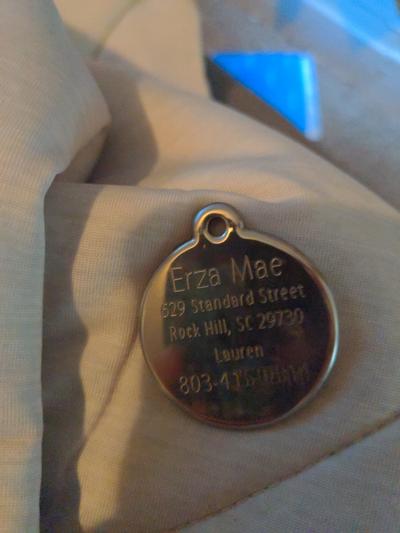 Erza Mae
629 Standard Street
Rock Hill, SC 29730
Lauren